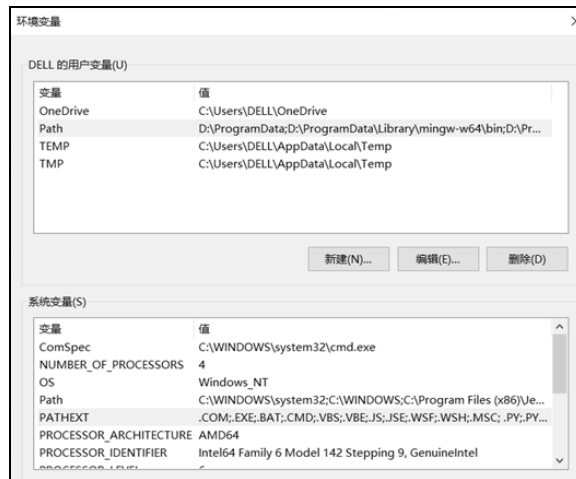 环境变量
DELL 的用户变量(U)
变量 值
OneDrive C:\Users\DELL\OneDrive
Path D:\ProgramData;D:\ProgramData\Library\mingw-w64\bin;D:\Pr...
TEMP C:\Users\DELL\AppData\Local\Temp
TMP C:\Users\DELL\AppData\Local\Temp
新建(N)... 编辑(E)... 删除(D)
系统变量(S)
变量 值
ComSpec C:\WINDOWS\system32\cmd.exe
NUMBER_OF_PROCESSORS 4
OS Windows_NT
Path C:\WINDOWS\system32;C:\WINDOWS;C:\Program Files (x86)\Je...
PATHEXT .COM;.EXE;.BAT;.CMD;.VBS;.VBE;.JS;.JSE;.WSF;.WSH;.MSC; .PY;.PY...
PROCESSOR_ARCHITECTURE AMD64
PROCESSOR_IDENTIFIER Intel64 Family 6 Model 142 Stepping 9, GenuineIntel